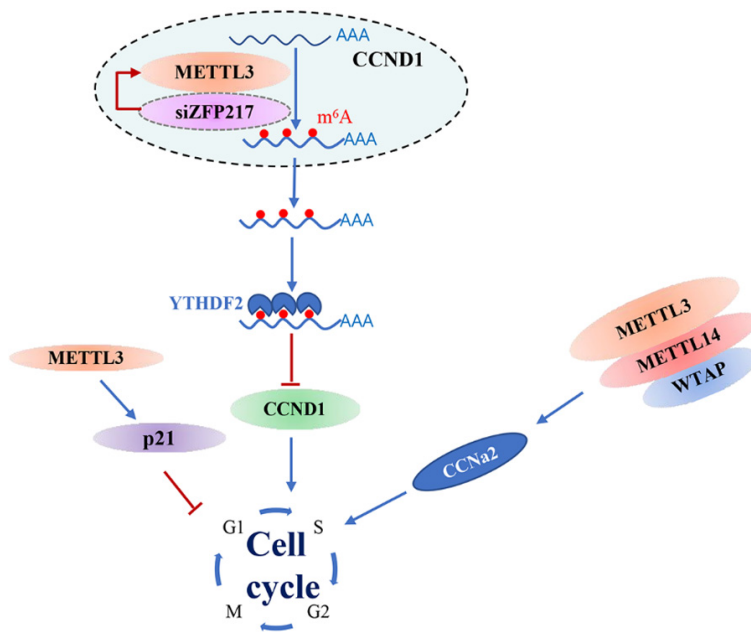 AAA
CCND1
METTL3
siZFP217
m⁶A
AAA
AAA
YTHDF2
AAA
METTL3
METTL14
WTAP
METTL3
CCND1
p21
CCNa2
G1
S
Cell
cycle
M
G2